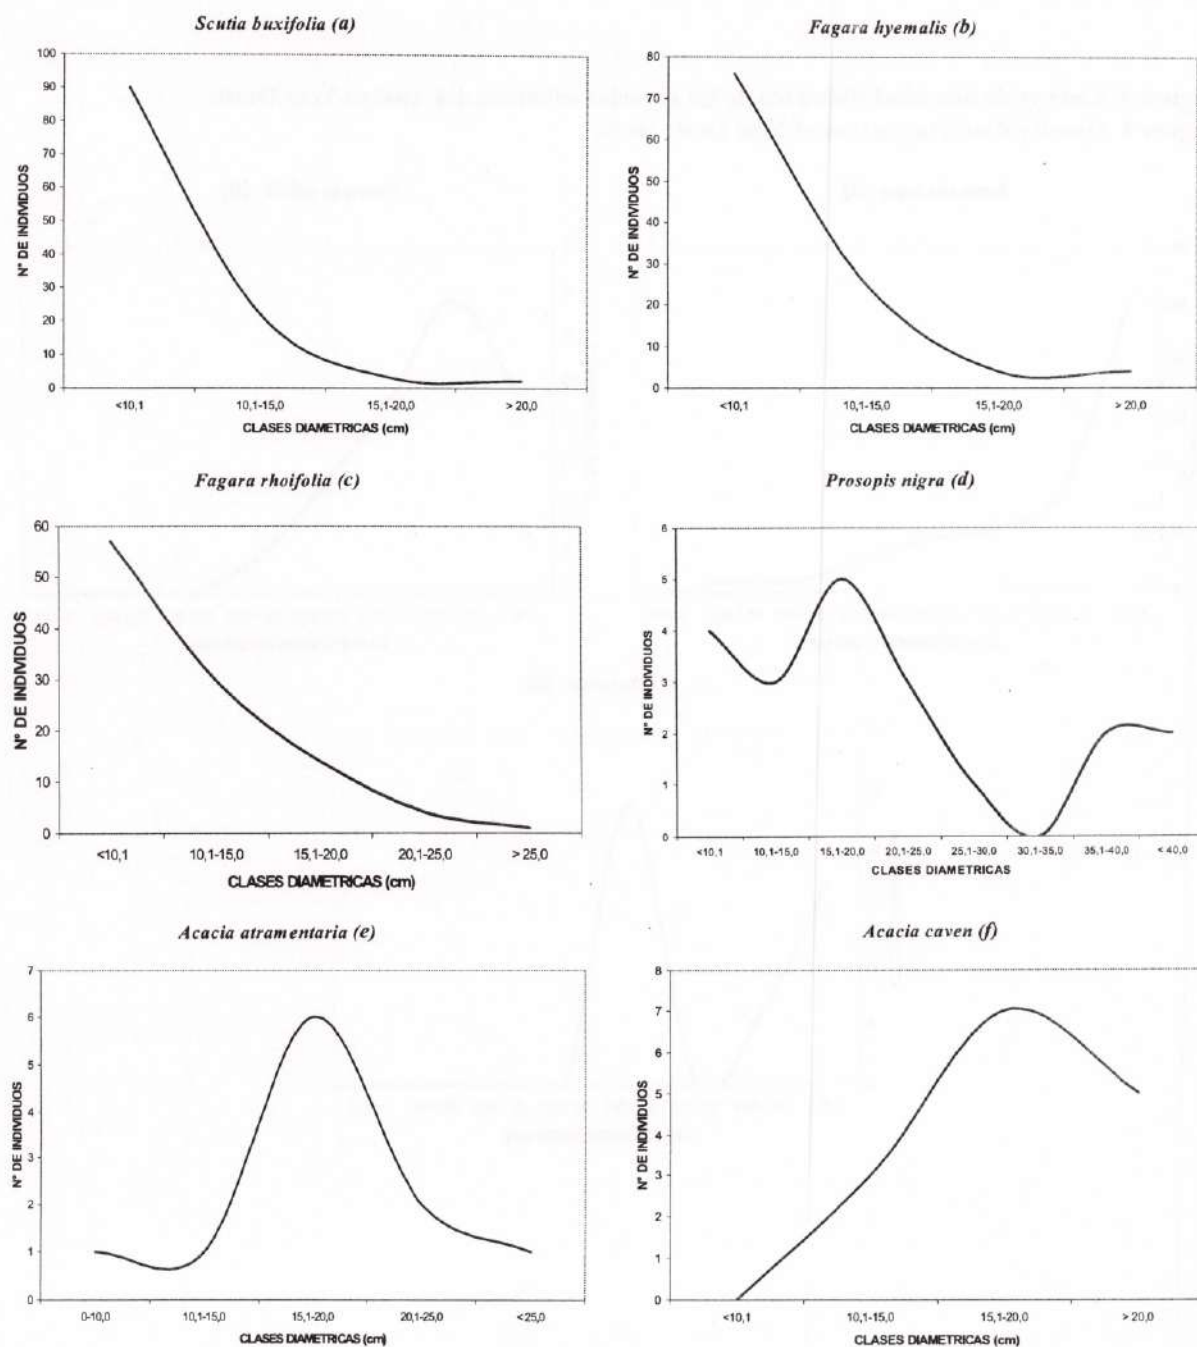 Scutia buxifolia (a)
100
90
80
70
60
50
40
30
20
10
0
N° DE INDIVIDUOS
<10,1 10,1-15,0 15,1-20,0 > 20,0
CLASES DIAMETRICAS (cm)
Fagara hyemalis (b)
80
70
60
50
40
30
20
10
0
N° DE INDIVIDUOS
<10,1 10,1-15,0 15,1-20,0 > 20,0
CLASES DIAMETRICAS (cm)
Fagara rhoifolia (c)
60
50
40
30
20
10
0
N° DE INDIVIDUOS
<10,1 10,1-15,0 15,1-20,0 20,1-25,0 > 25,0
CLASES DIAMETRICAS (cm)
Prosopis nigra (d)
6
5
4
3
2
1
0
N° DE INDIVIDUOS
<10,1 10,1-15,0 15,1-20,0 20,1-25,0 25,1-30,0 30,1-35,0 35,1-40,0 < 40,0
CLASES DIAMETRICAS
Acacia atramentaria (e)
7
6
5
4
3
2
1
0
N° DE INDIVIDUOS
0-10,0 10,1-15,0 15,1-20,0 20,1-25,0 <25,0
CLASES DIAMETRICAS (cm)
Acacia caven (f)
8
7
6
5
4
3
2
1
0
N° DE INDIVIDUOS
<10,1 10,1-15,0 15,1-20,0 > 20,0
CLASES DIAMETRICAS (cm)